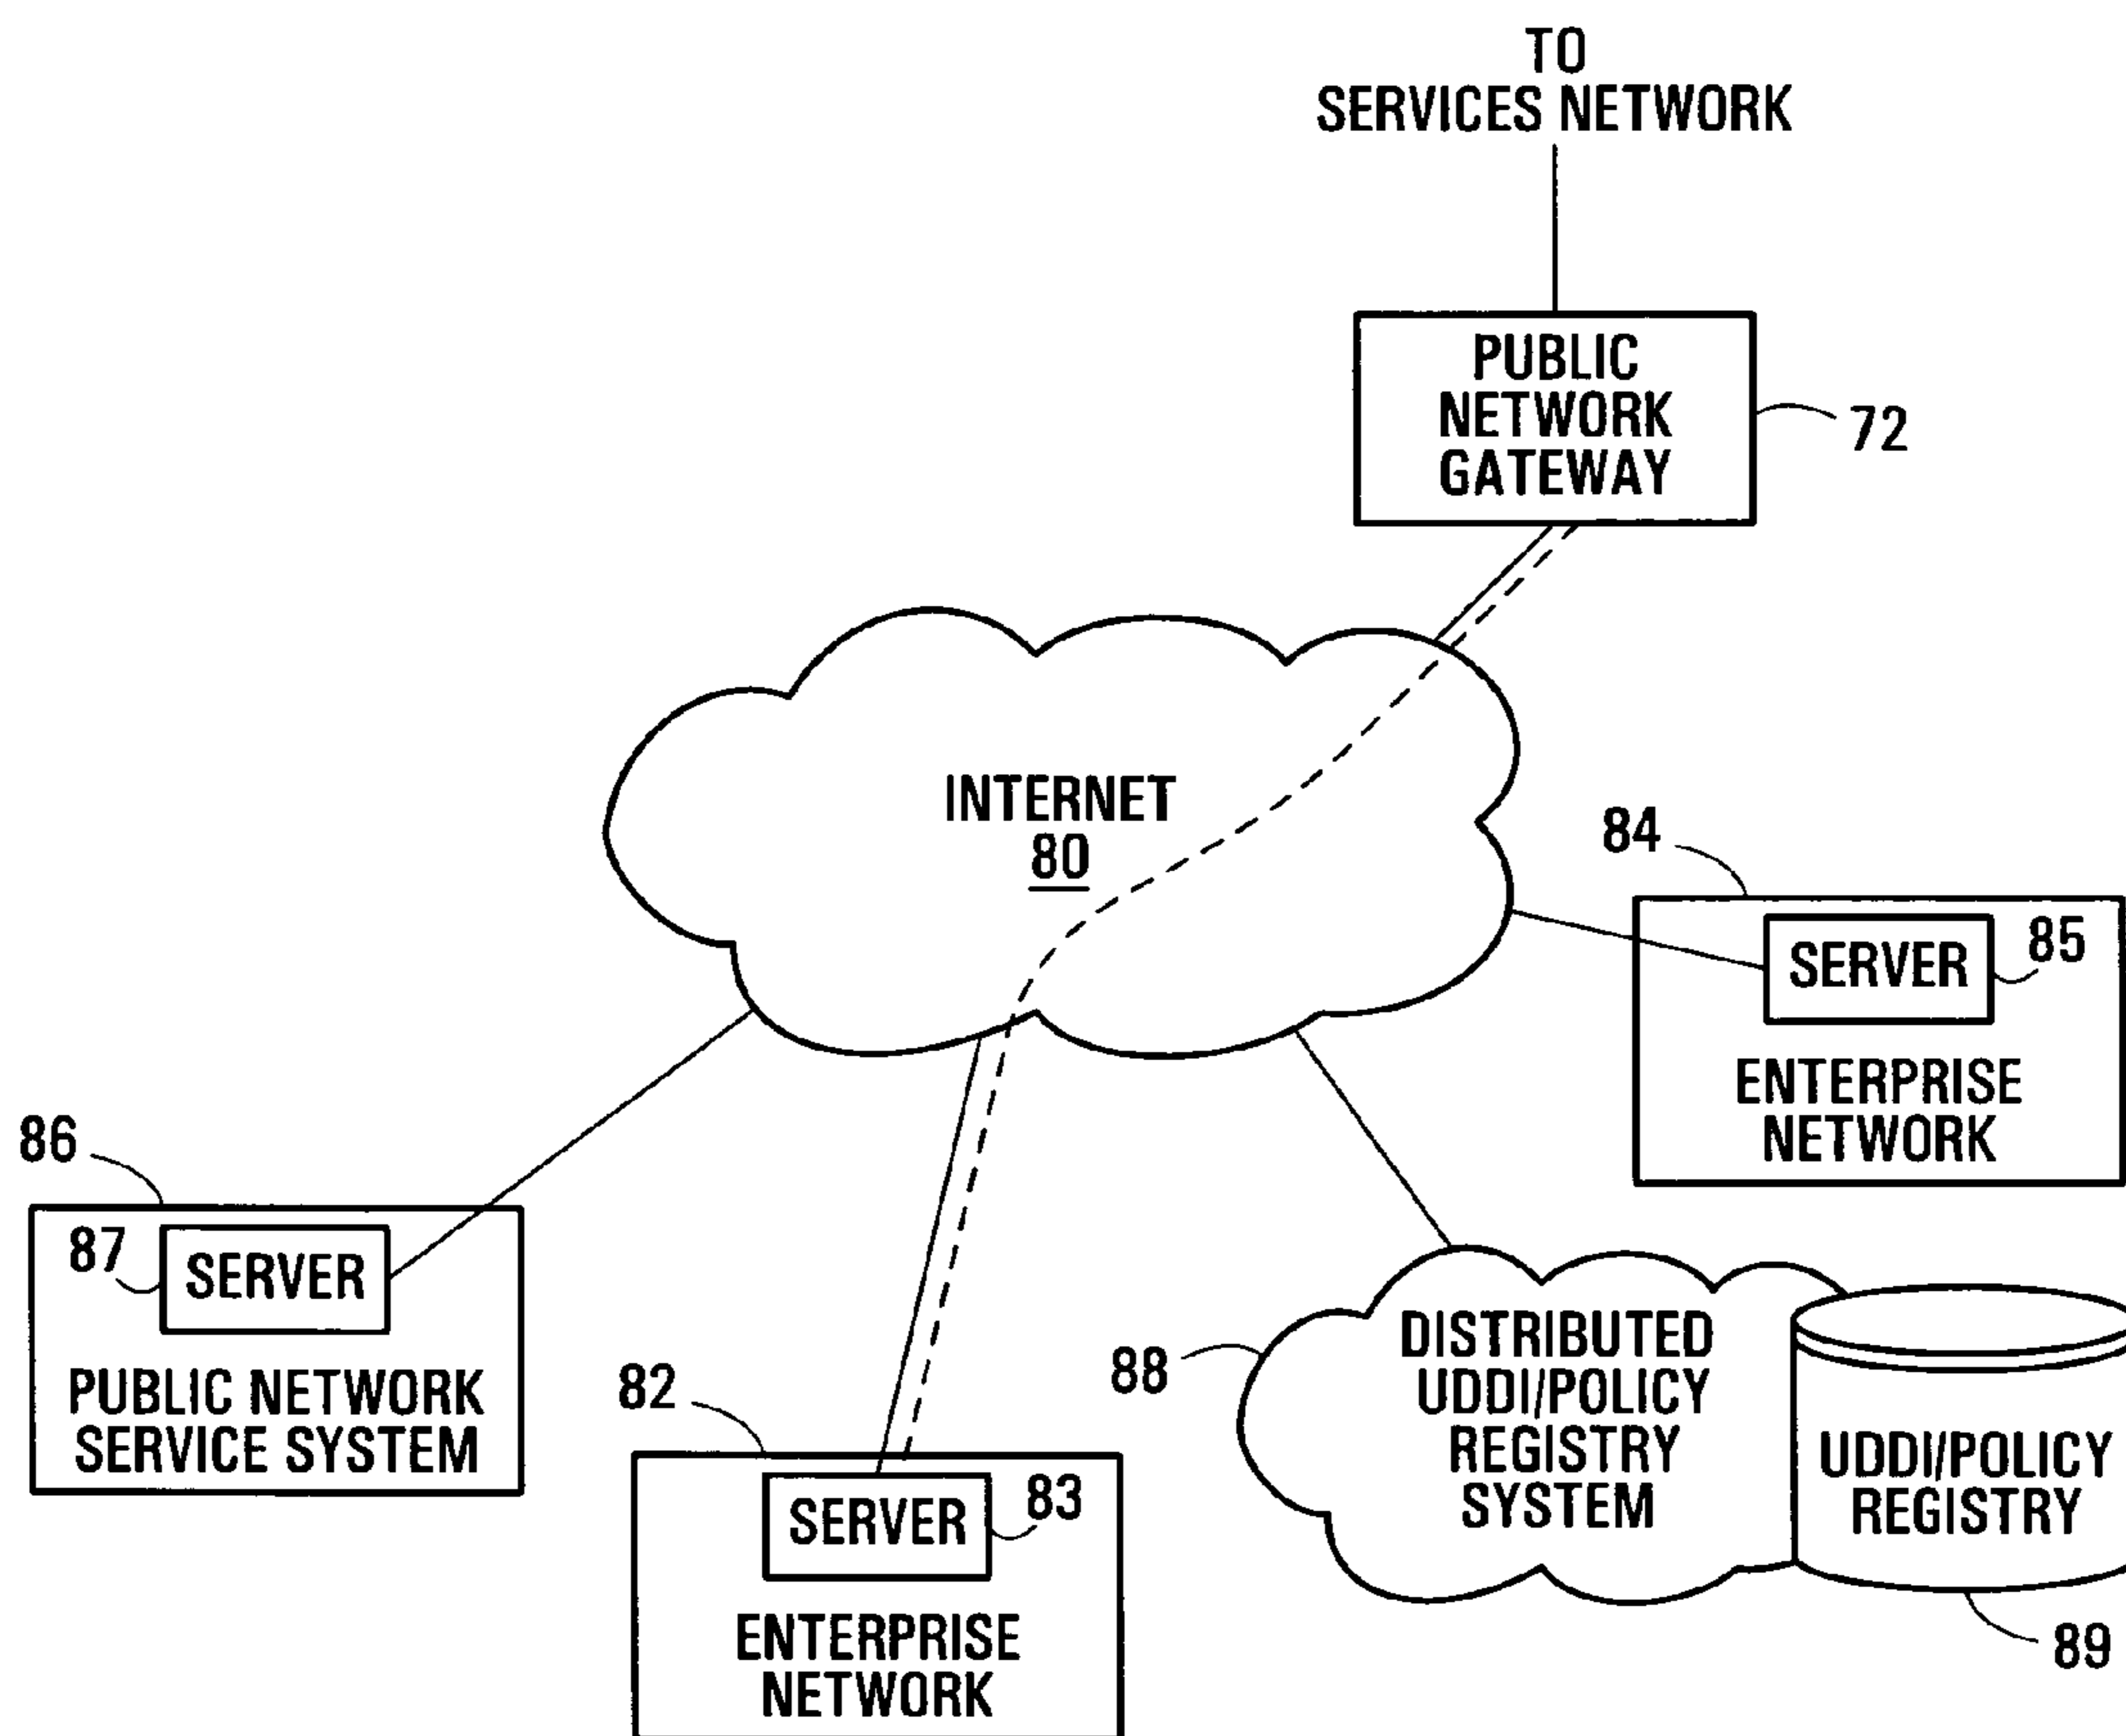 TO
SERVICES NETWORK
PUBLIC
NETWORK
GATEWAY
72
INTERNET
80
84
SERVER
85
ENTERPRISE
NETWORK
86
87
SERVER
PUBLIC NETWORK
SERVICE SYSTEM
82
SERVER
83
ENTERPRISE
NETWORK
88
DISTRIBUTED
UDDI/POLICY
REGISTRY
SYSTEM
UDDI/POLICY
REGISTRY
89